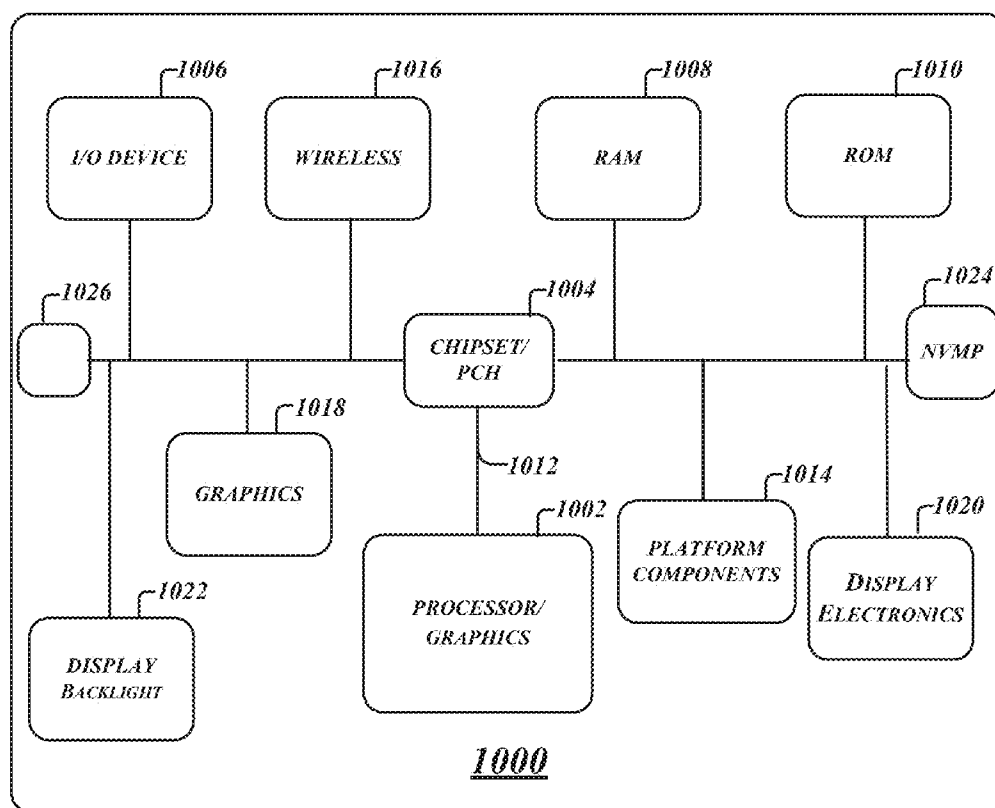 1006
1016
1008
1010
I/O DEVICE
WIRELESS
RAM
ROM
1026
1004
1024
CHIPSET/
PCH
NVMP
1018
1012
1014
1020
GRAPHICS
1002
PLATFORM
COMPONENTS
DISPLAY
ELECTRONICS
1022
PROCESSOR/
GRAPHICS
DISPLAY
BACKLIGHT
1000